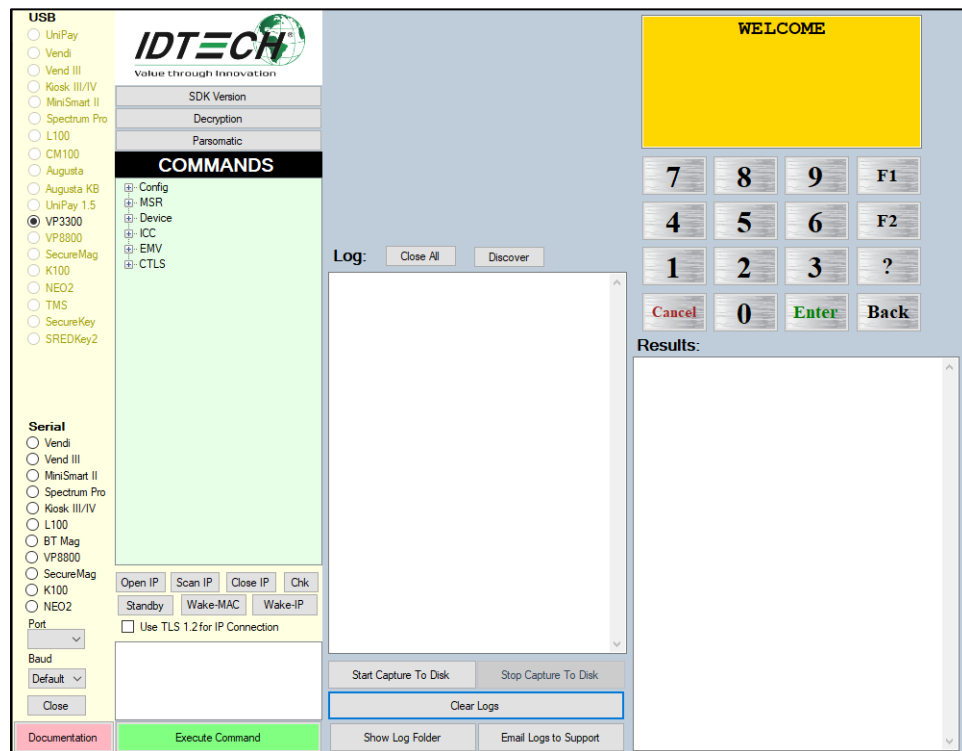 USB
UniPay
Vendi
Vend III
Kiosk III/IV
MiniSmart II
Spectrum Pro
L100
CM100
Augusta
Augusta KB
UniPay 1.5
VP3300
VP8800
SecureMag
K100
NEO2
TMS
SecureKey
SREDKey2
Serial
Vendi
Vend III
MiniSmart II
Spectrum Pro
Kiosk III/IV
L100
BT Mag
VP8800
SecureMag
K100
NEO2
Port
Baud
Default
Close
Documentation
IDTECH®
Value through Innovation
SDK Version
Decryption
Parsomatic
COMMANDS
Config
MSR
Device
ICC
EMV
CTLS
Open IP Scan IP Close IP Chk
Standby Wake-MAC Wake-IP
Use TLS 1.2 for IP Connection
Execute Command
Log: Close All Discover
Start Capture To Disk Stop Capture To Disk
Clear Logs
Show Log Folder Email Logs to Support
WELCOME
7 8 9 F1
4 5 6 F2
1 2 3 ?
Cancel 0 Enter Back
Results: